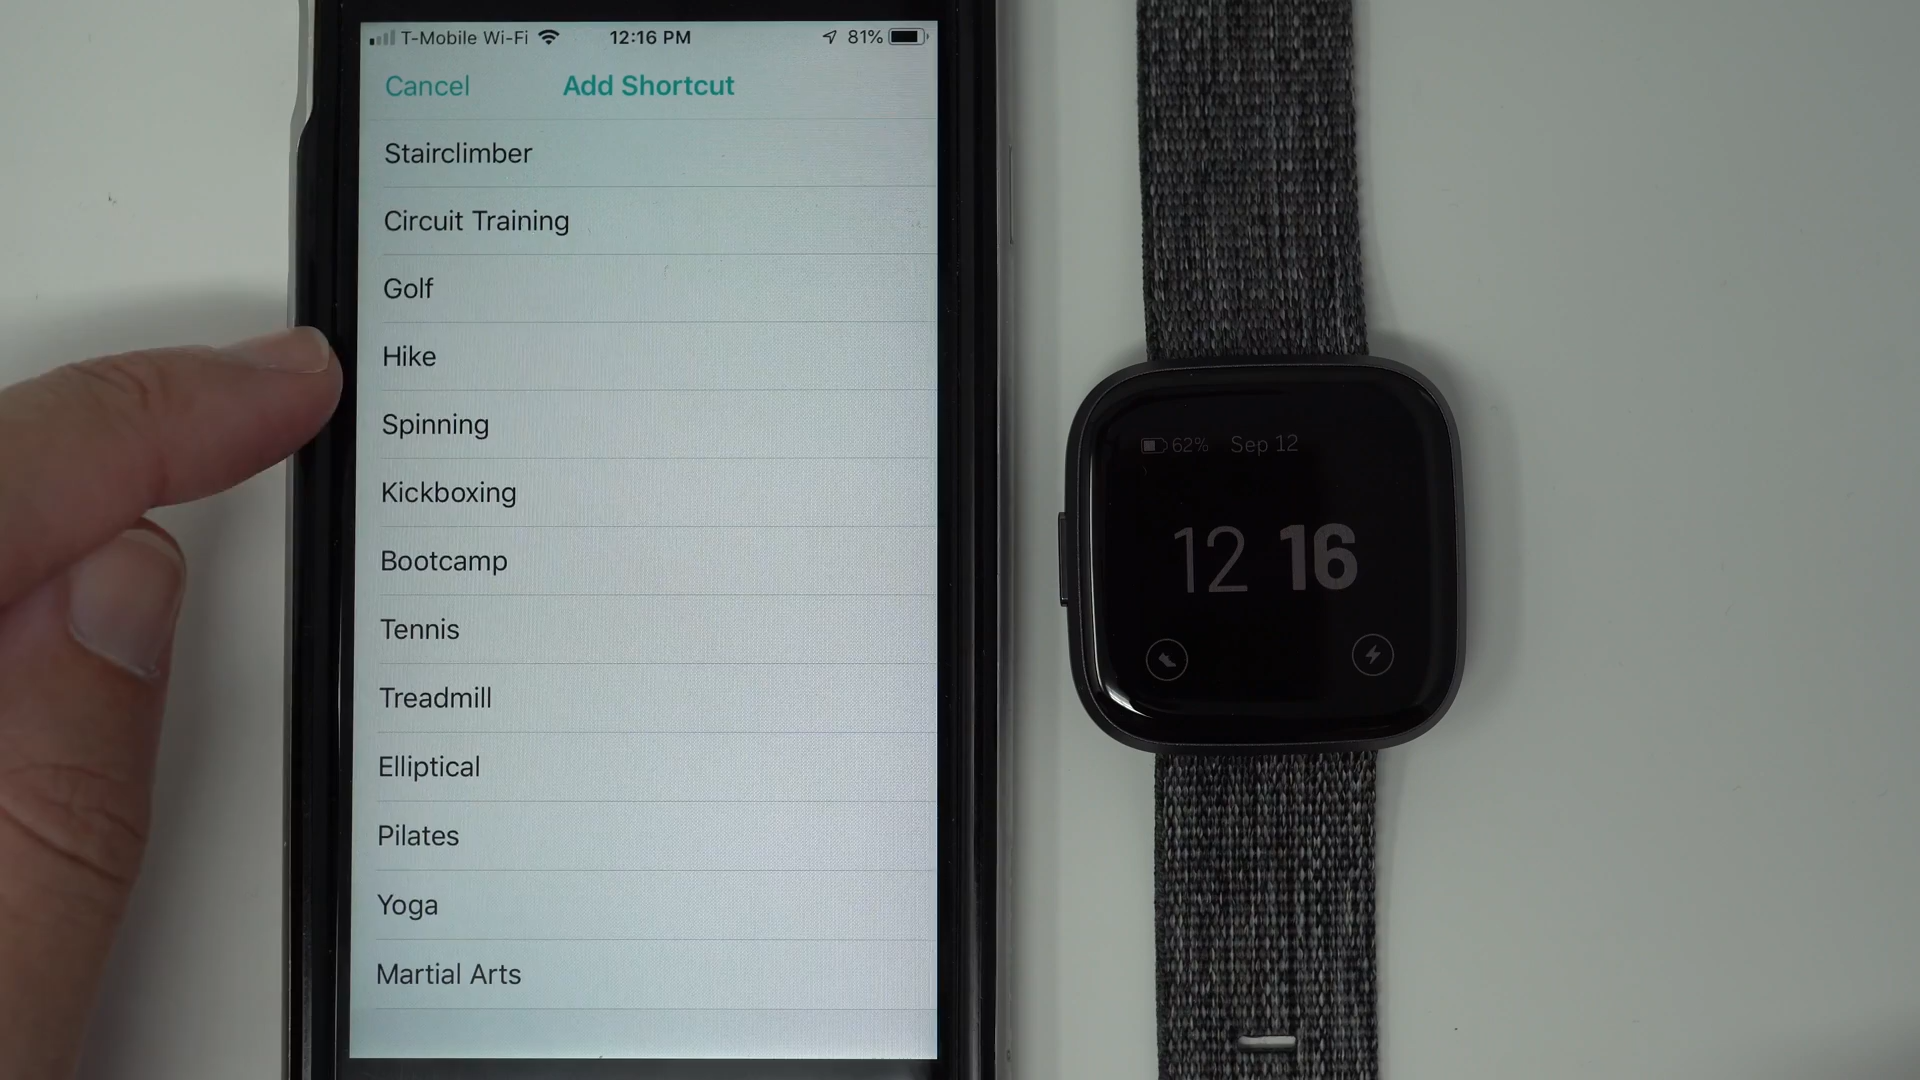 T-Mobile Wi-Fi 12:16 PM 81%
Cancel Add Shortcut
Stairclimber
Circuit Training
Golf
Hike
Spinning
Kickboxing
Bootcamp
Tennis
Treadmill
Elliptical
Pilates
Yoga
Martial Arts
62% Sep 12
12 16